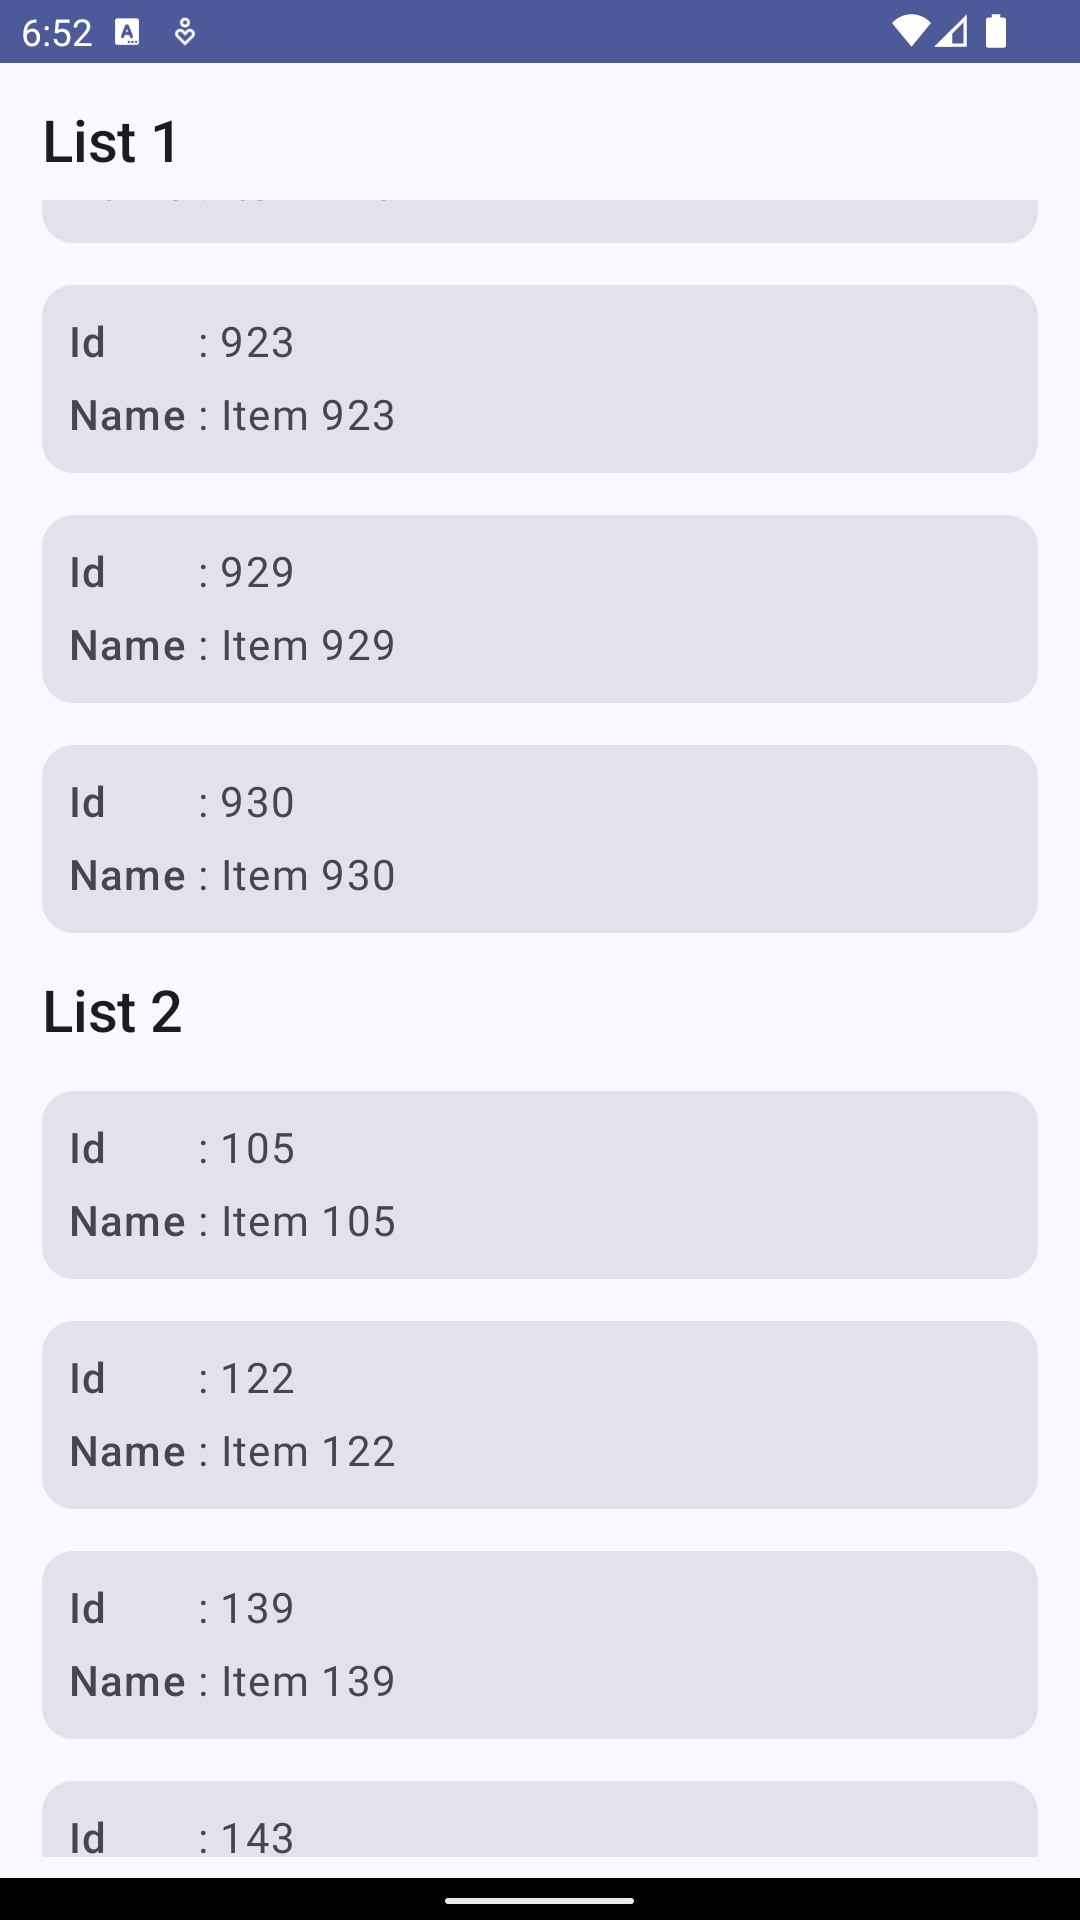 6:52
List 1
Id : 923
Name : Item 923
Id : 929
Name : Item 929
Id : 930
Name : Item 930
List 2
Id : 105
Name : Item 105
Id : 122
Name : Item 122
Id : 139
Name : Item 139
Id : 143